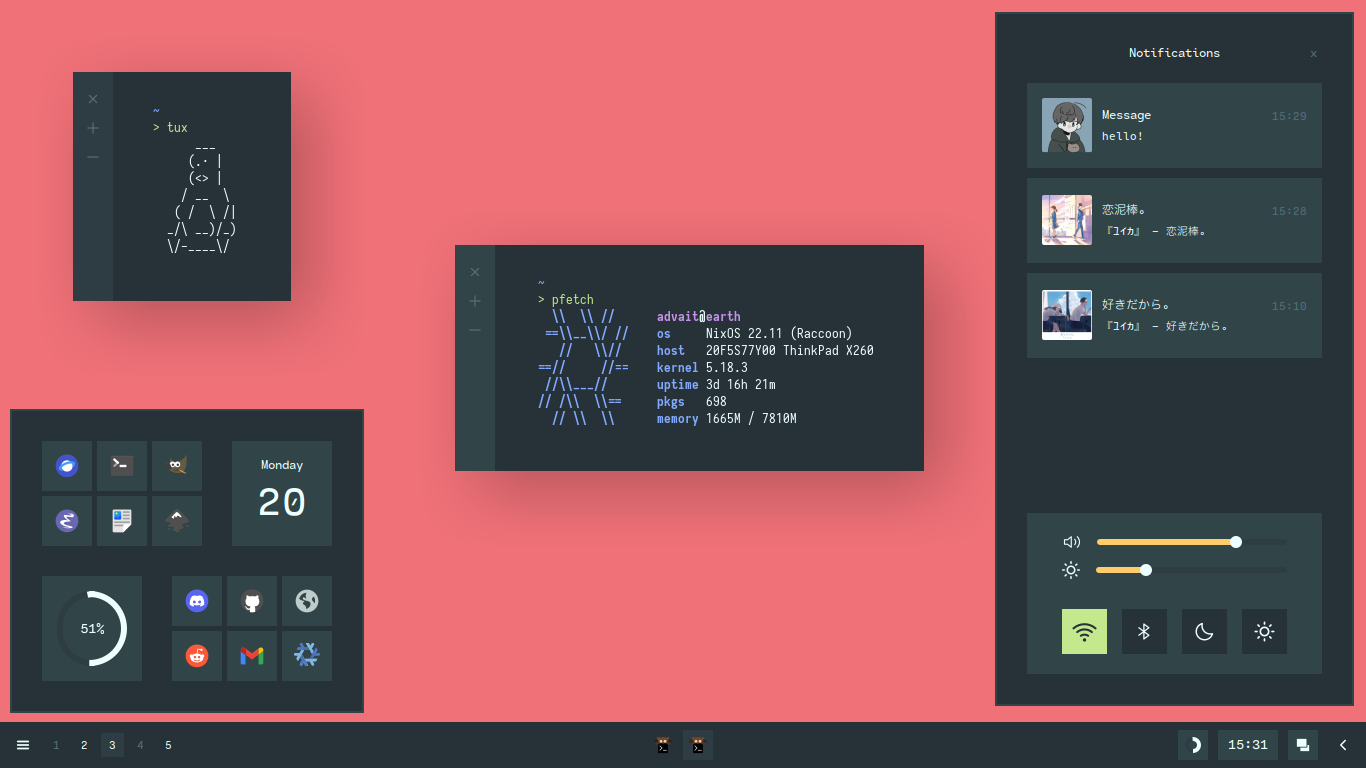 ~
> tux
___
(.· |
(<> |
/ __  \
( /  \ /|
_/\ __)/_)
\/-____\/
~
> pfetch
\\  \\ //     advait@earth
==\\__\\/ //    os     NixOS 22.11 (Raccoon)
//   \\//     host   20F5S77Y00 ThinkPad X260
==//     //==    kernel 5.18.3
//\\___//      uptime 3d 16h 21m
// /\\  \\==     pkgs   698
// \\  \\     memory 1665M / 7810M
Notifications x
Message 15:29
hello!
恋泥棒。 15:28
『ﾕｲｶ』 - 恋泥棒。
好きだから。 15:10
『ﾕｲｶ』 - 好きだから。
Monday
20
51%
1 2 3 4 5
15:31